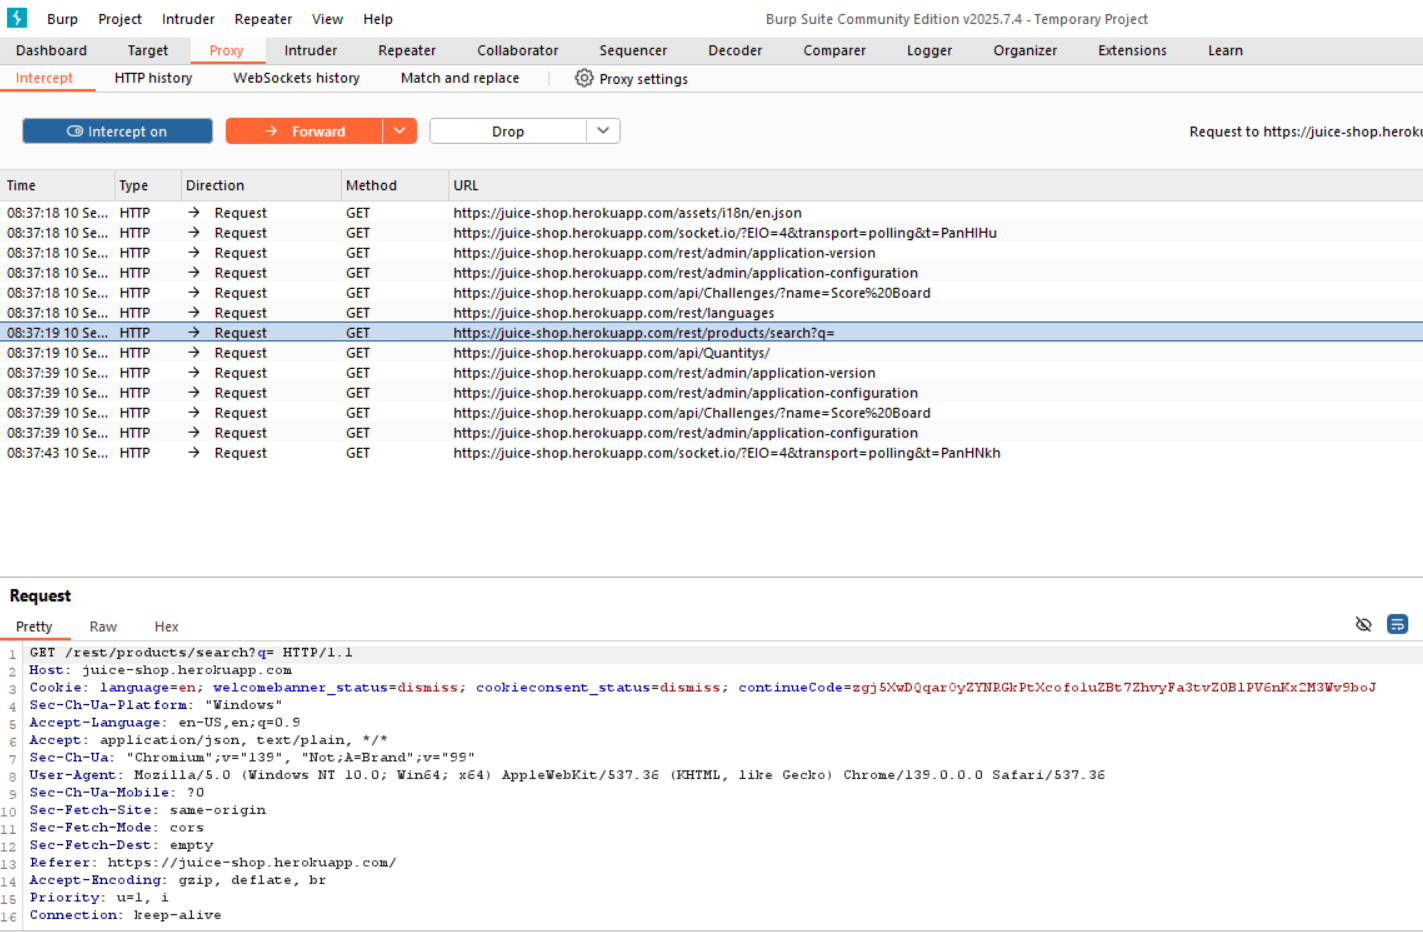 Burp Project Intruder Repeater View Help Burp Suite Community Edition v2025.7.4 - Temporary Project
Dashboard Target Proxy Intruder Repeater Collaborator Sequencer Decoder Comparer Logger Organizer Extensions Learn
Intercept HTTP history WebSockets history Match and replace Proxy settings
Intercept on Forward Drop Request to https://juice-shop.heroku
Time Type Direction Method URL
08:37:18 10 Se... HTTP → Request GET https://juice-shop.herokuapp.com/assets/i18n/en.json
08:37:18 10 Se... HTTP → Request GET https://juice-shop.herokuapp.com/socket.io/?EIO=4&transport=polling&t=PanHlHu
08:37:18 10 Se... HTTP → Request GET https://juice-shop.herokuapp.com/rest/admin/application-version
08:37:18 10 Se... HTTP → Request GET https://juice-shop.herokuapp.com/rest/admin/application-configuration
08:37:18 10 Se... HTTP → Request GET https://juice-shop.herokuapp.com/api/Challenges/?name=Score%20Board
08:37:18 10 Se... HTTP → Request GET https://juice-shop.herokuapp.com/rest/languages
08:37:19 10 Se... HTTP → Request GET https://juice-shop.herokuapp.com/rest/products/search?q=
08:37:19 10 Se... HTTP → Request GET https://juice-shop.herokuapp.com/api/Quantitys/
08:37:39 10 Se... HTTP → Request GET https://juice-shop.herokuapp.com/rest/admin/application-version
08:37:39 10 Se... HTTP → Request GET https://juice-shop.herokuapp.com/rest/admin/application-configuration
08:37:39 10 Se... HTTP → Request GET https://juice-shop.herokuapp.com/api/Challenges/?name=Score%20Board
08:37:39 10 Se... HTTP → Request GET https://juice-shop.herokuapp.com/rest/admin/application-configuration
08:37:43 10 Se... HTTP → Request GET https://juice-shop.herokuapp.com/socket.io/?EIO=4&transport=polling&t=PanHNkh
Request
Pretty Raw Hex
1 GET /rest/products/search?q= HTTP/1.1
2 Host: juice-shop.herokuapp.com
3 Cookie: language=en; welcomebanner_status=dismiss; cookieconsent_status=dismiss; continueCode=zgj5XwDQqarOyZYNRGkPtXcofoluZBt7ZhvyFa3tvZ0BlPV6nKx2M3Wv9boJ
4 Sec-Ch-Ua-Platform: "Windows"
5 Accept-Language: en-US,en;q=0.9
6 Accept: application/json, text/plain, */*
7 Sec-Ch-Ua: "Chromium";v="139", "Not;A=Brand";v="99"
8 User-Agent: Mozilla/5.0 (Windows NT 10.0; Win64; x64) AppleWebKit/537.36 (KHTML, like Gecko) Chrome/139.0.0.0 Safari/537.36
9 Sec-Ch-Ua-Mobile: ?0
10 Sec-Fetch-Site: same-origin
11 Sec-Fetch-Mode: cors
12 Sec-Fetch-Dest: empty
13 Referer: https://juice-shop.herokuapp.com/
14 Accept-Encoding: gzip, deflate, br
15 Priority: u=1, i
16 Connection: keep-alive